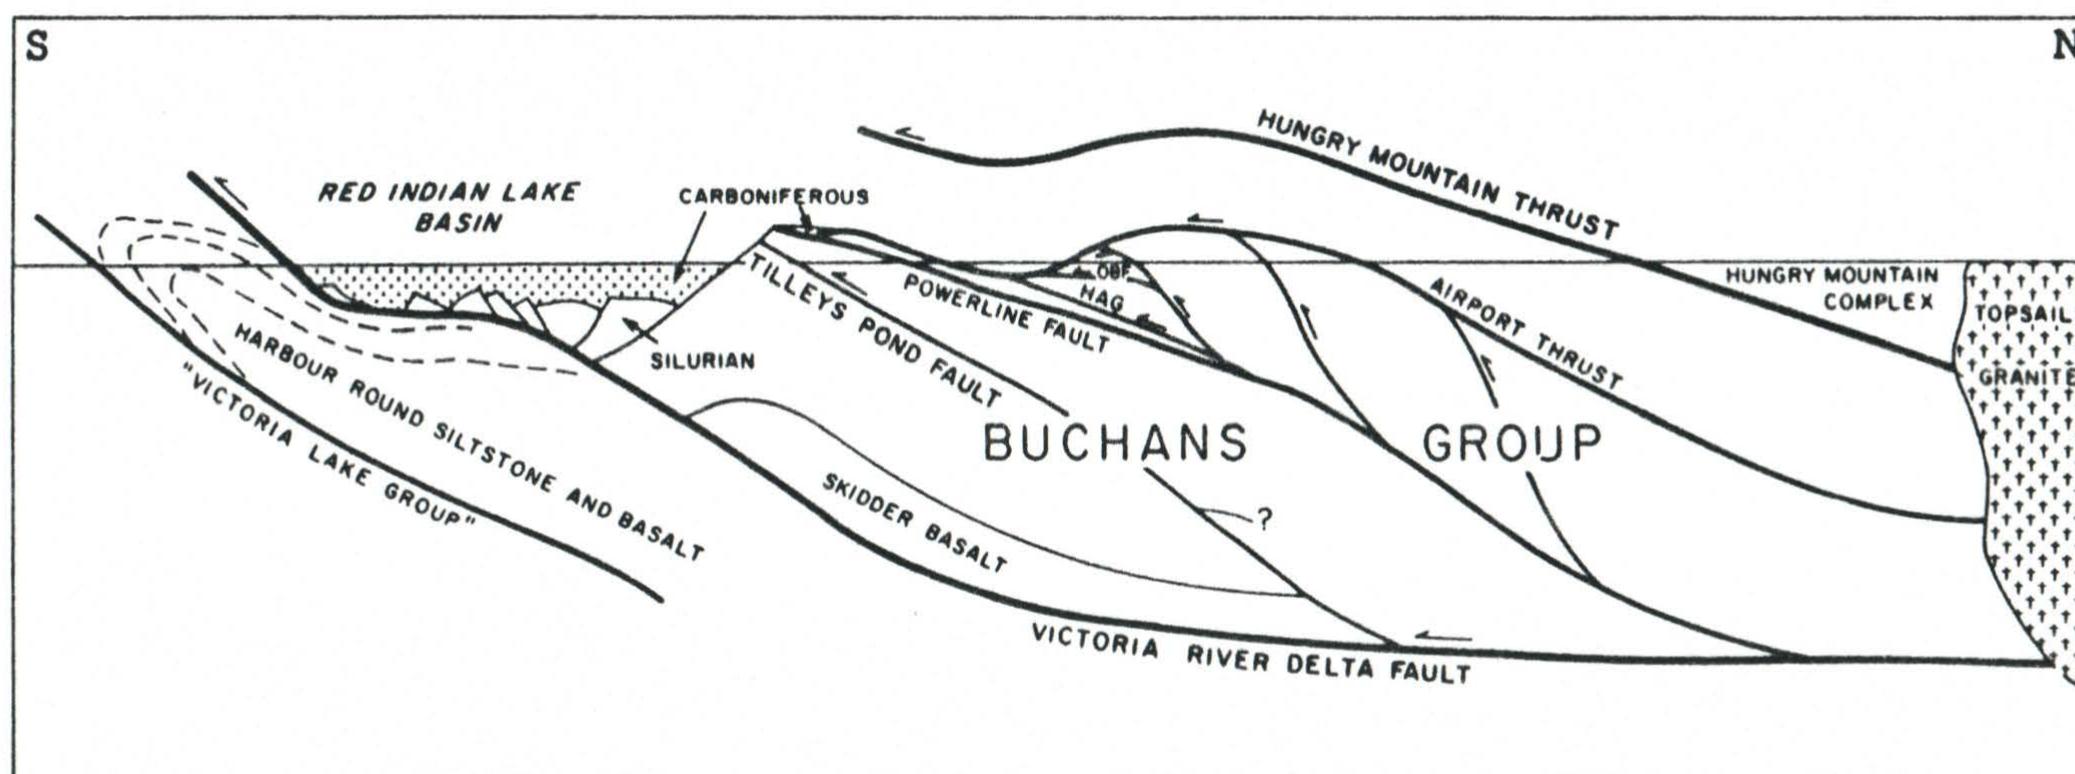 S
N
HUNGRY MOUNTAIN THRUST
RED INDIAN LAKE
BASIN
CARBONIFEROUS
HUNGRY MOUNTAIN
COMPLEX
TOPSAIL
GRANITE
TILLEYS POND FAULT
POWERLINE FAULT
OBF
HAG
AIRPORT THRUST
SILURIAN
HARBOUR ROUND SILTSTONE AND BASALT
"VICTORIA LAKE GROUP"
BUCHANS GROUP
SKIDDER BASALT
?
VICTORIA RIVER DELTA FAULT